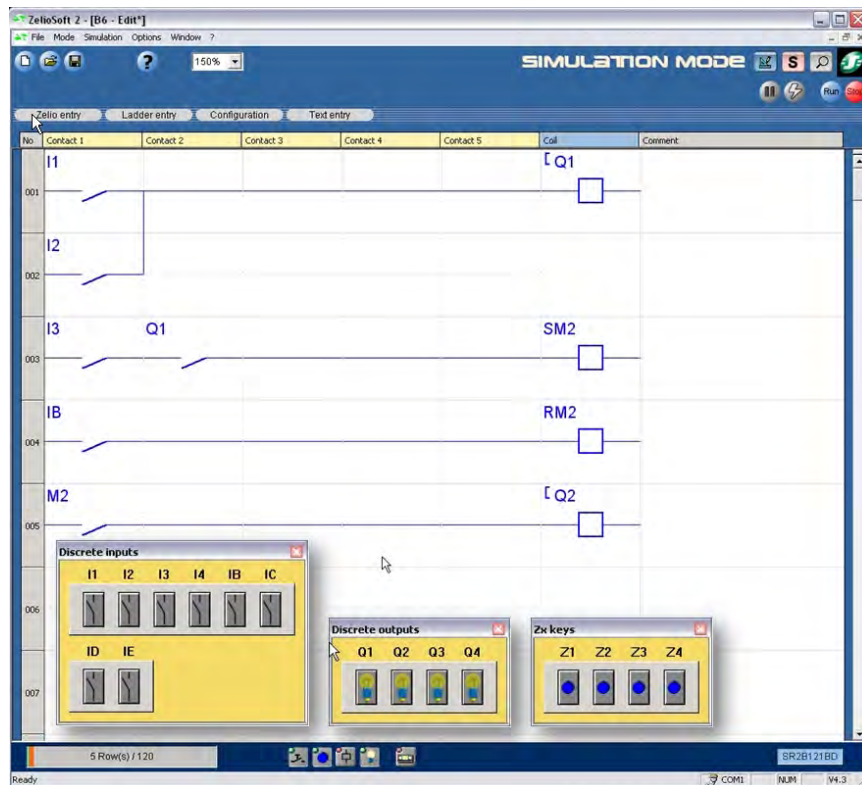 ZelioSoft 2 - [B6 - Edit*]
File Mode Simulation Options Window ?
150%
SIMULATION MODE
S
Run Stop
Zelio entry Ladder entry Configuration Text entry
No Contact 1 Contact 2 Contact 3 Contact 4 Contact 5 Coil Comment
I1 [ Q1
001
I2
002
I3 Q1 SM2
003
IB RM2
004
M2 [ Q2
005
Discrete inputs
I1 I2 I3 I4 IB IC
ID IE
006
Discrete outputs
Q1 Q2 Q3 Q4
Zx keys
Z1 Z2 Z3 Z4
007
5 Row(s) / 120
SR2B121BD
Ready COM1 NUM V4.3